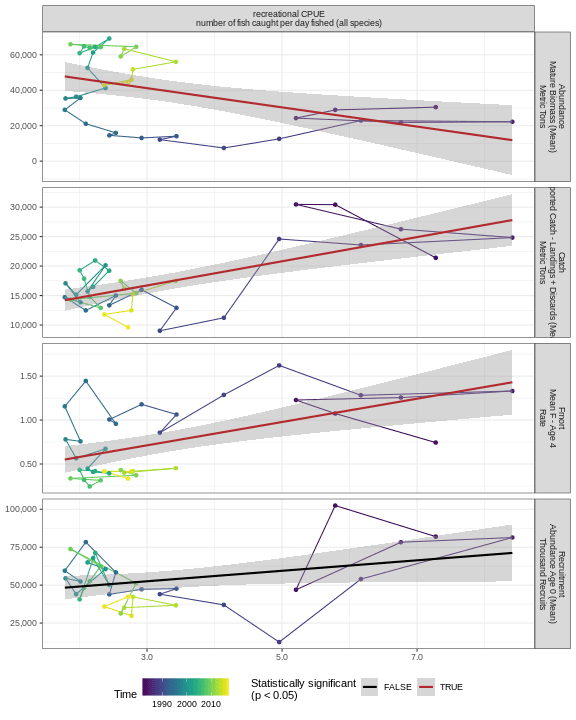 recreational CPUE
number of fish caught per day fished (all species)
60,000
40,000
20,000
0
Abundance
Mature Biomass (Mean)
Metric Tons
30,000
25,000
20,000
15,000
10,000
Catch
Landings + Discards
Metric Tons
1.50
1.00
0.50
Fmort
Mean F - Age 4
Rate
100,000
75,000
50,000
25,000
Recruitment
Abundance Age 0 (Mean)
Thousand Recruits
3.0 5.0 7.0
Time
1990 2000 2010
Statistically significant
(p < 0.05)
FALSE TRUE